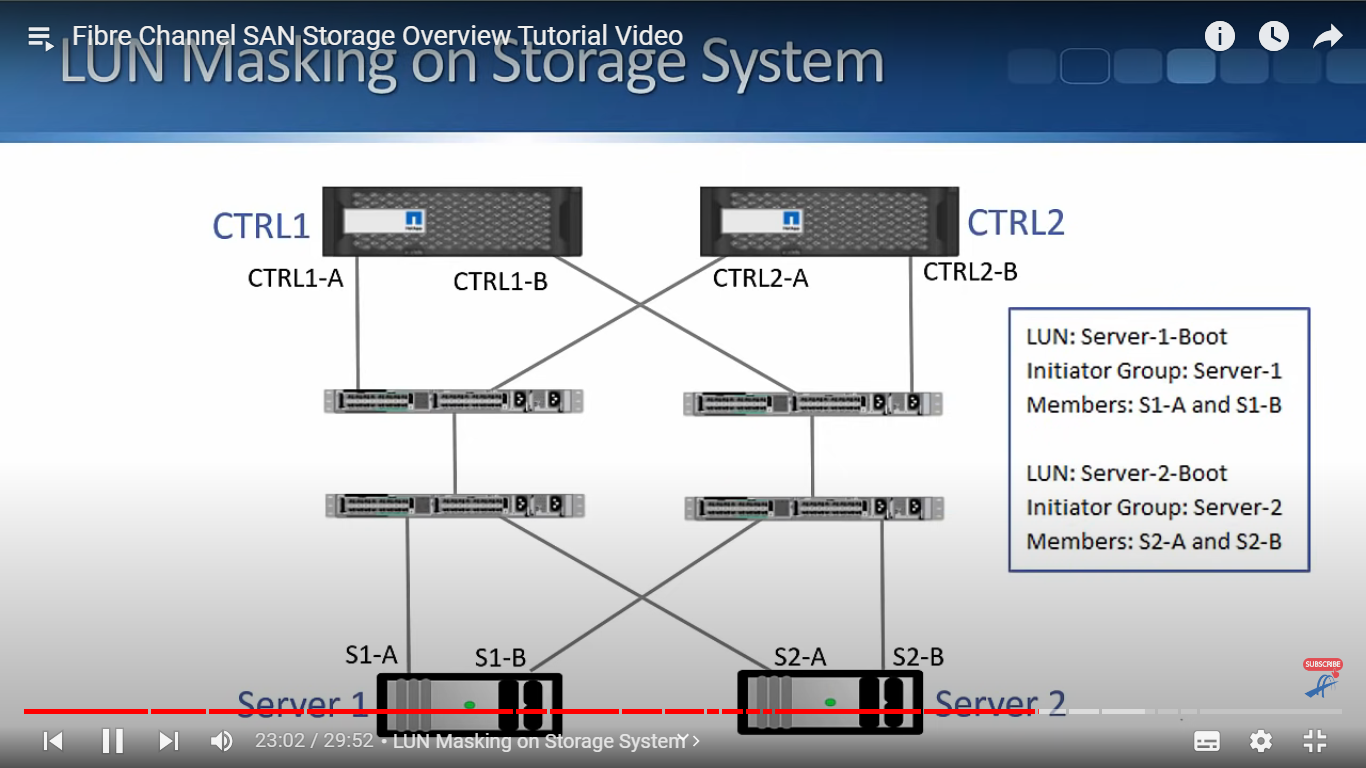 Fibre Channel SAN Storage Overview Tutorial Video
LUN Masking on Storage System
CTRL1
CTRL2
CTRL1-A
CTRL1-B
CTRL2-A
CTRL2-B
LUN: Server-1-Boot
Initiator Group: Server-1
Members: S1-A and S1-B
LUN: Server-2-Boot
Initiator Group: Server-2
Members: S2-A and S2-B
S1-A
S1-B
S2-A
S2-B
Server 1
Server 2
SUBSCRIBE
23:02 / 29:52 • LUN Masking on Storage System